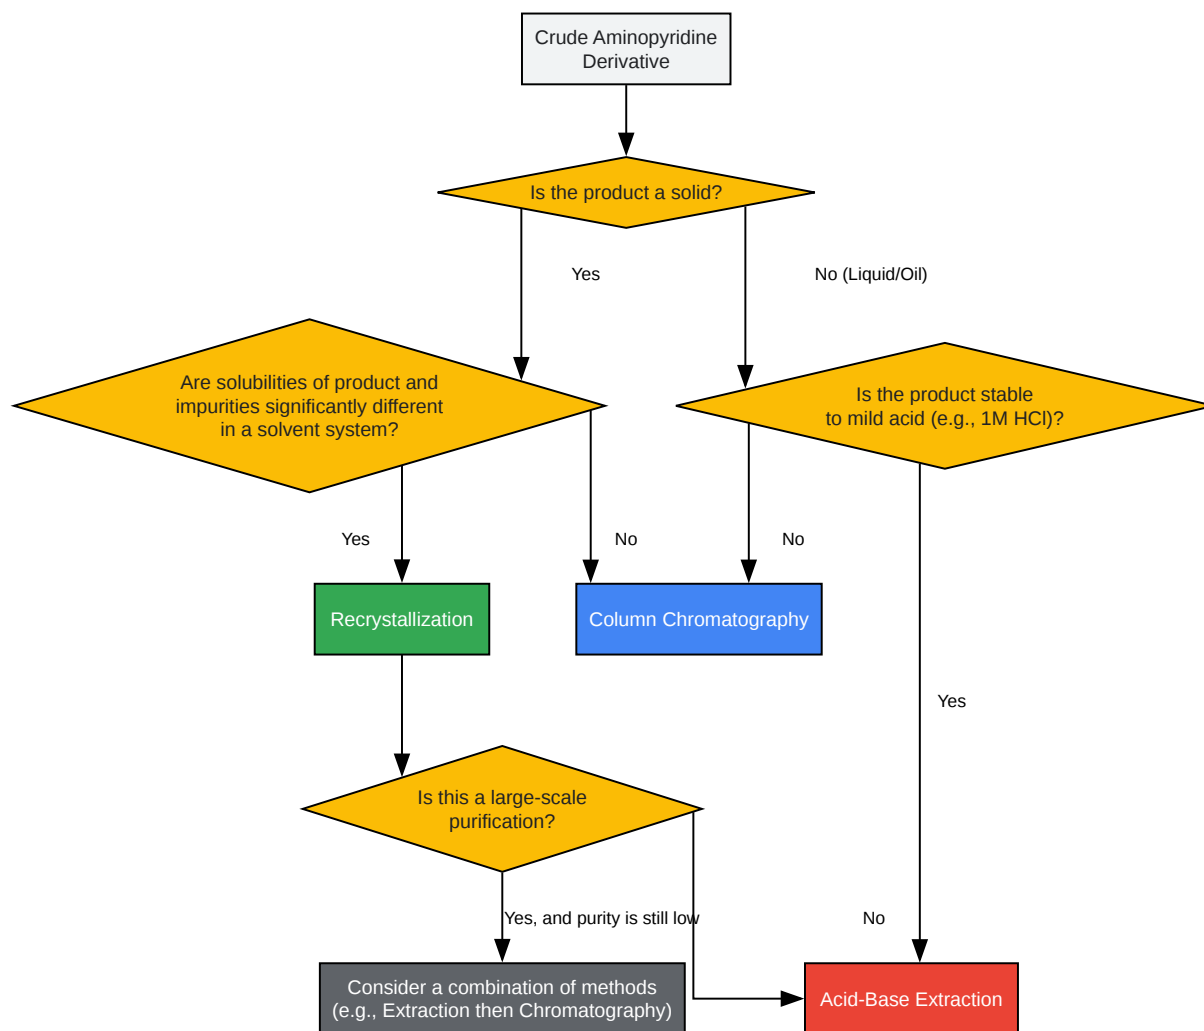 Crude Aminopyridine
Derivative
Is the product a solid?
Yes
No (Liquid/Oil)
Are solubilities of product and
impurities significantly different
in a solvent system?
Is the product stable
to mild acid (e.g., 1M HCl)?
Yes
No
No
Recrystallization
Column Chromatography
Yes
Is this a large-scale
purification?
Yes, and purity is still low
No
Consider a combination of methods
(e.g., Extraction then Chromatography)
Acid-Base Extraction